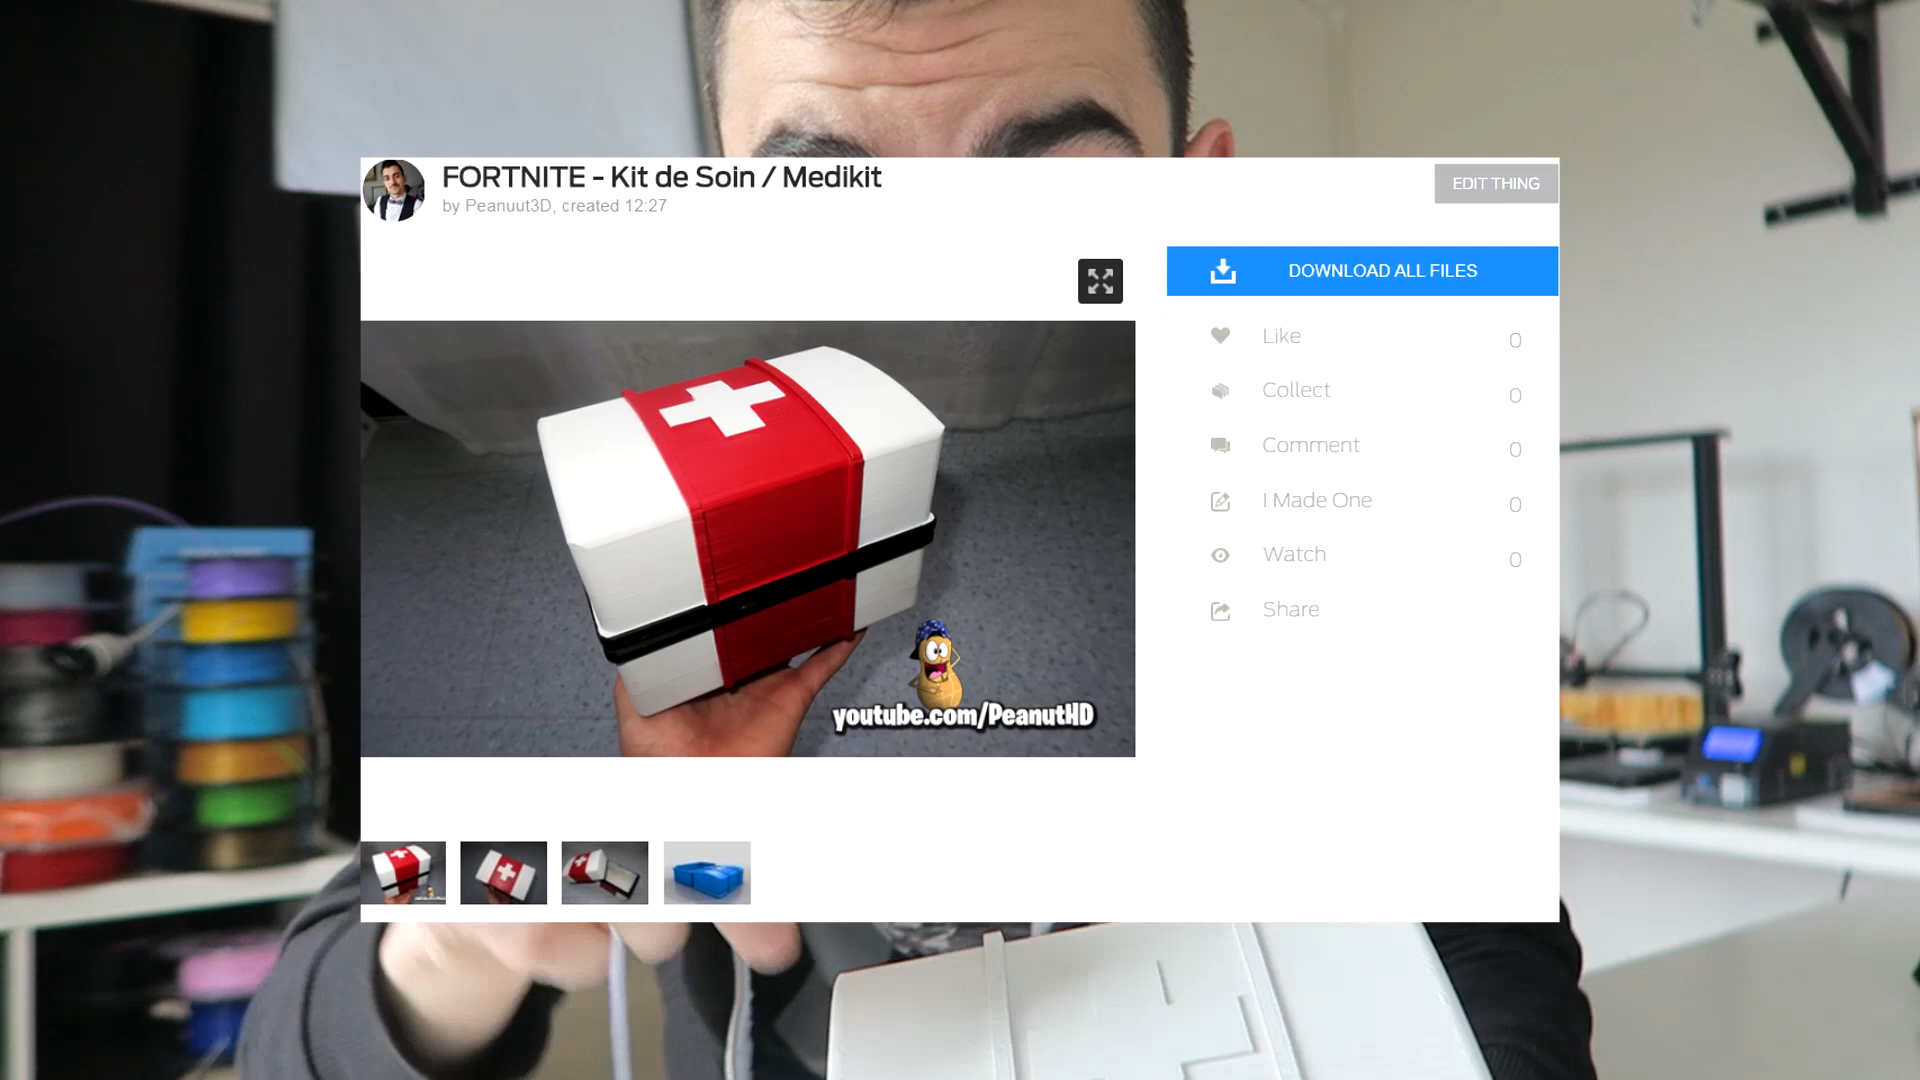 FORTNITE - Kit de Soin / Medikit
by Peanuut3D, created 12:27
EDIT THING
DOWNLOAD ALL FILES
Like 0
Collect 0
Comment 0
I Made One 0
Watch 0
Share
youtube.com/PeanutHD